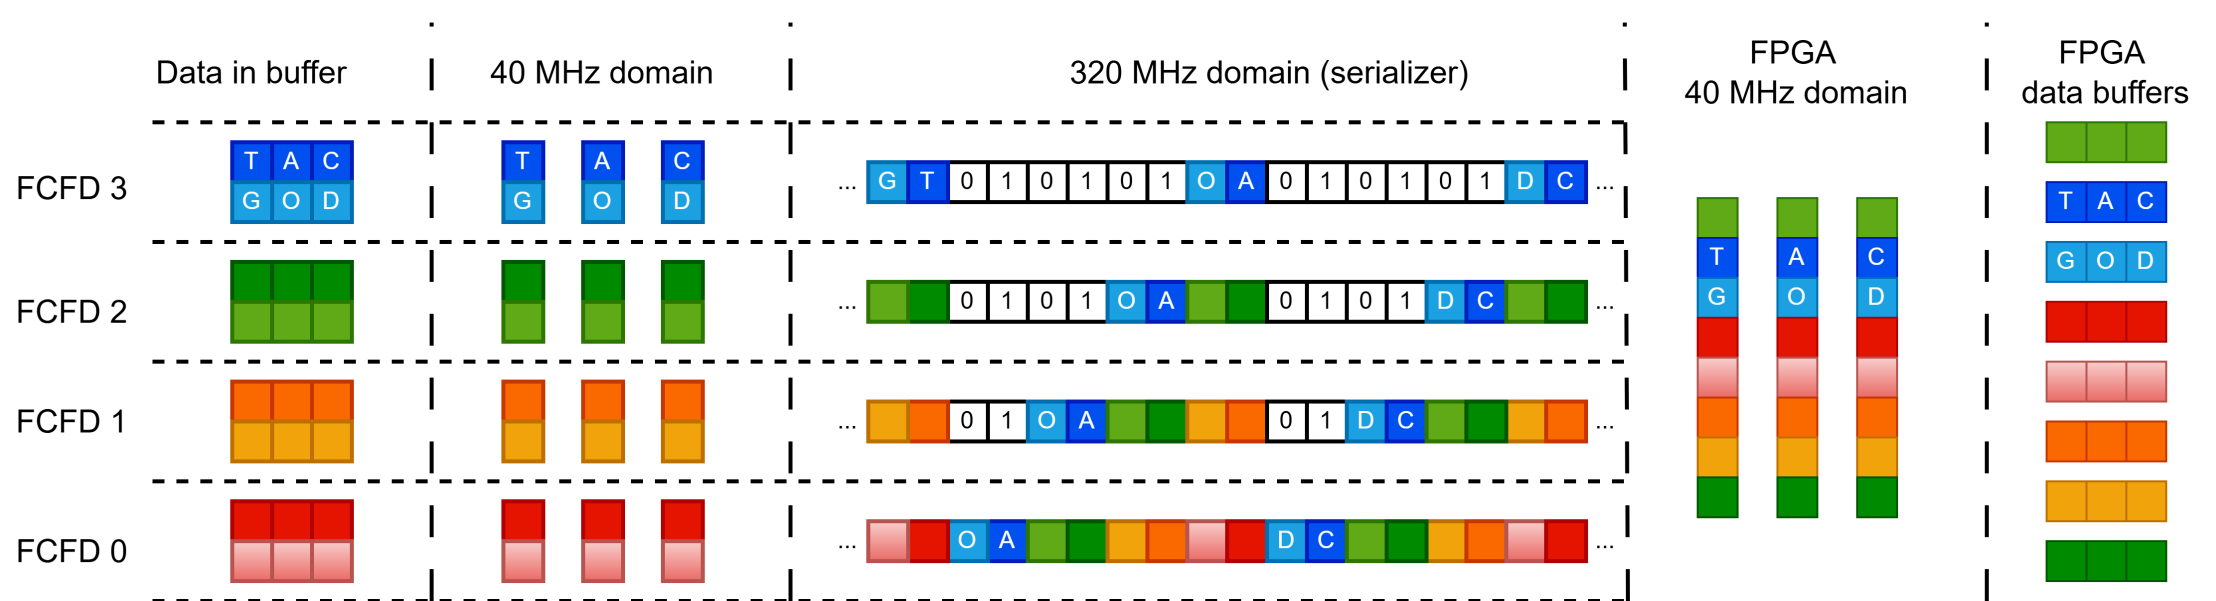 Data in buffer
40 MHz domain
320 MHz domain (serializer)
FPGA
40 MHz domain
FPGA
data buffers
FCFD 3
T A C
G O D
T A C
G O D
... G T 0 1 0 1 0 1 O A 0 1 0 1 0 1 D C ...
FCFD 2
... 0 1 0 1 O A 0 1 0 1 D C ...
FCFD 1
... 0 1 O A 0 1 D C ...
FCFD 0
... O A D C ...
T A C
G O D
T A C
G O D